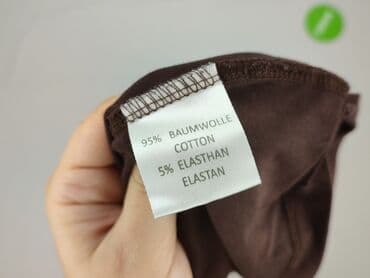 95% BAUMWOLLE
COTTON
5% ELASTHAN
ELASTAN